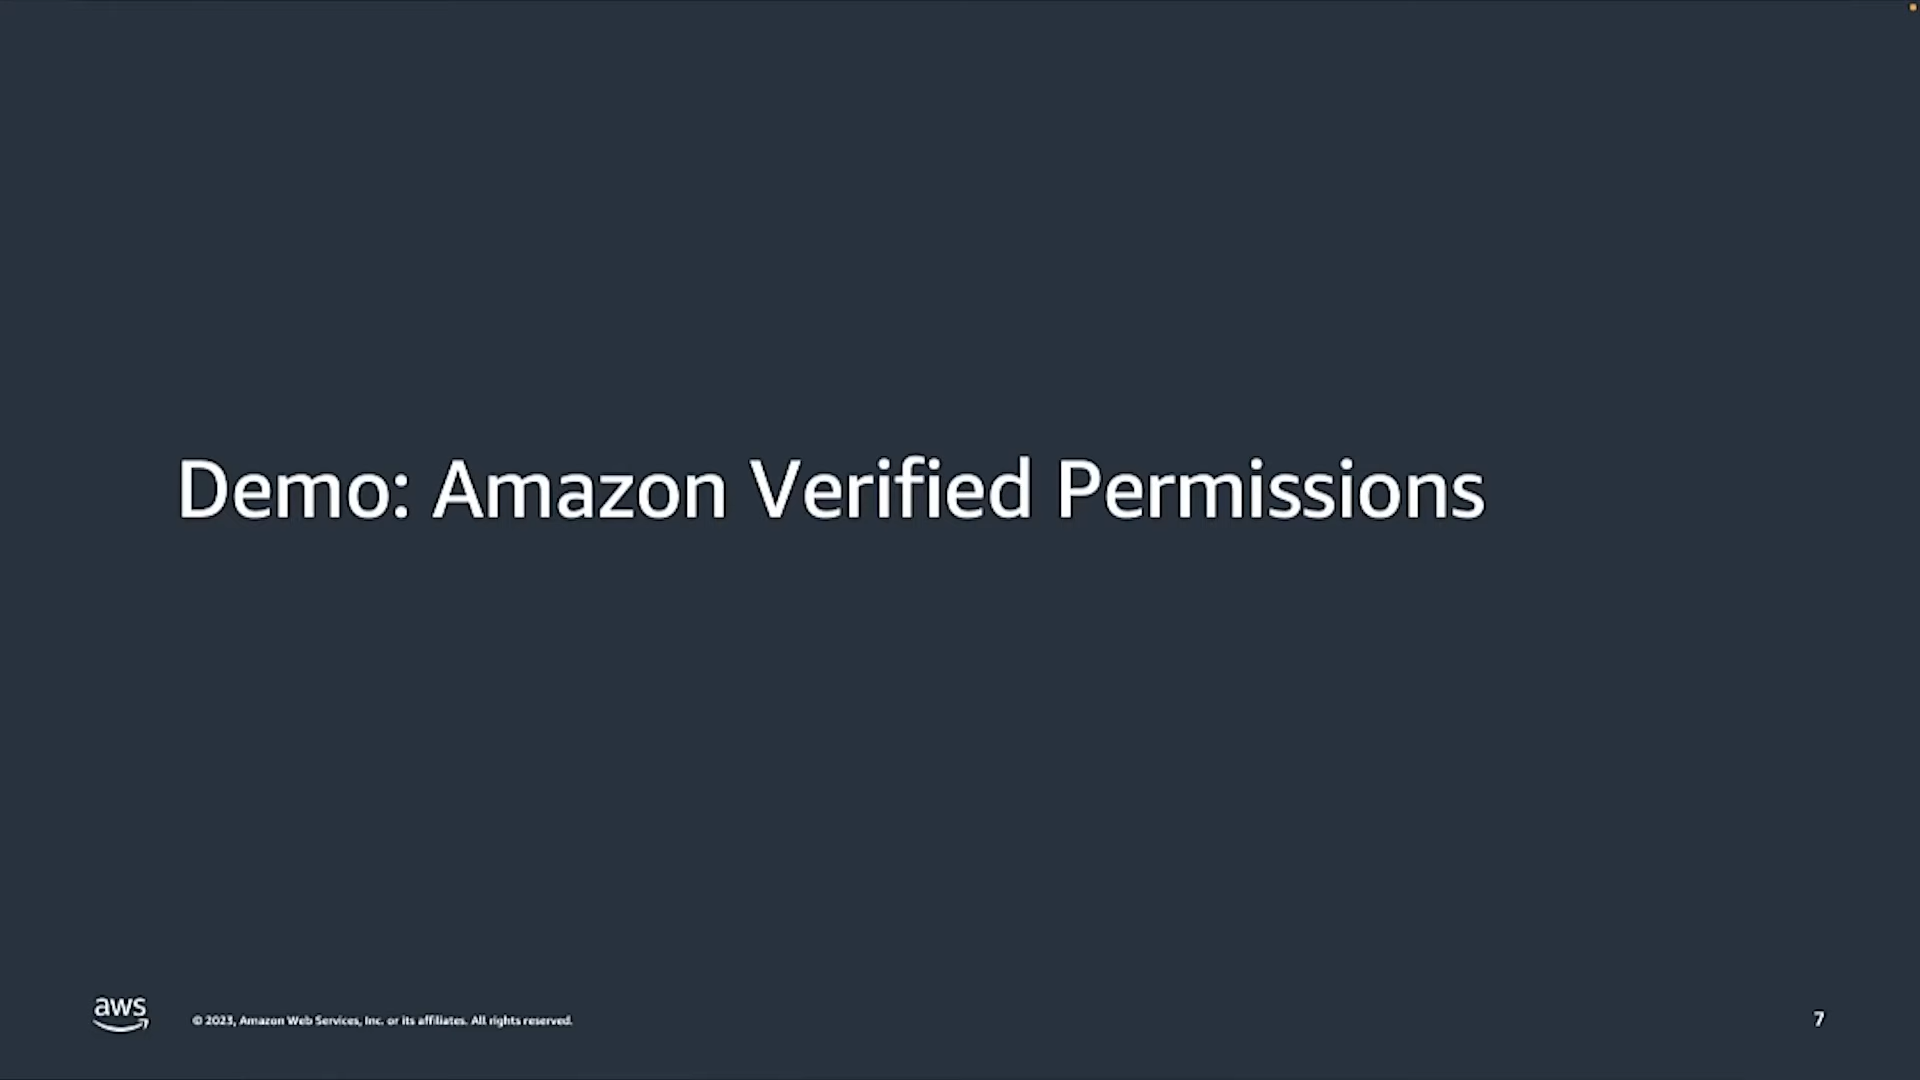 Demo: Amazon Verified Permissions
aws
© 2023, Amazon Web Services, Inc. or its affiliates. All rights reserved.
7